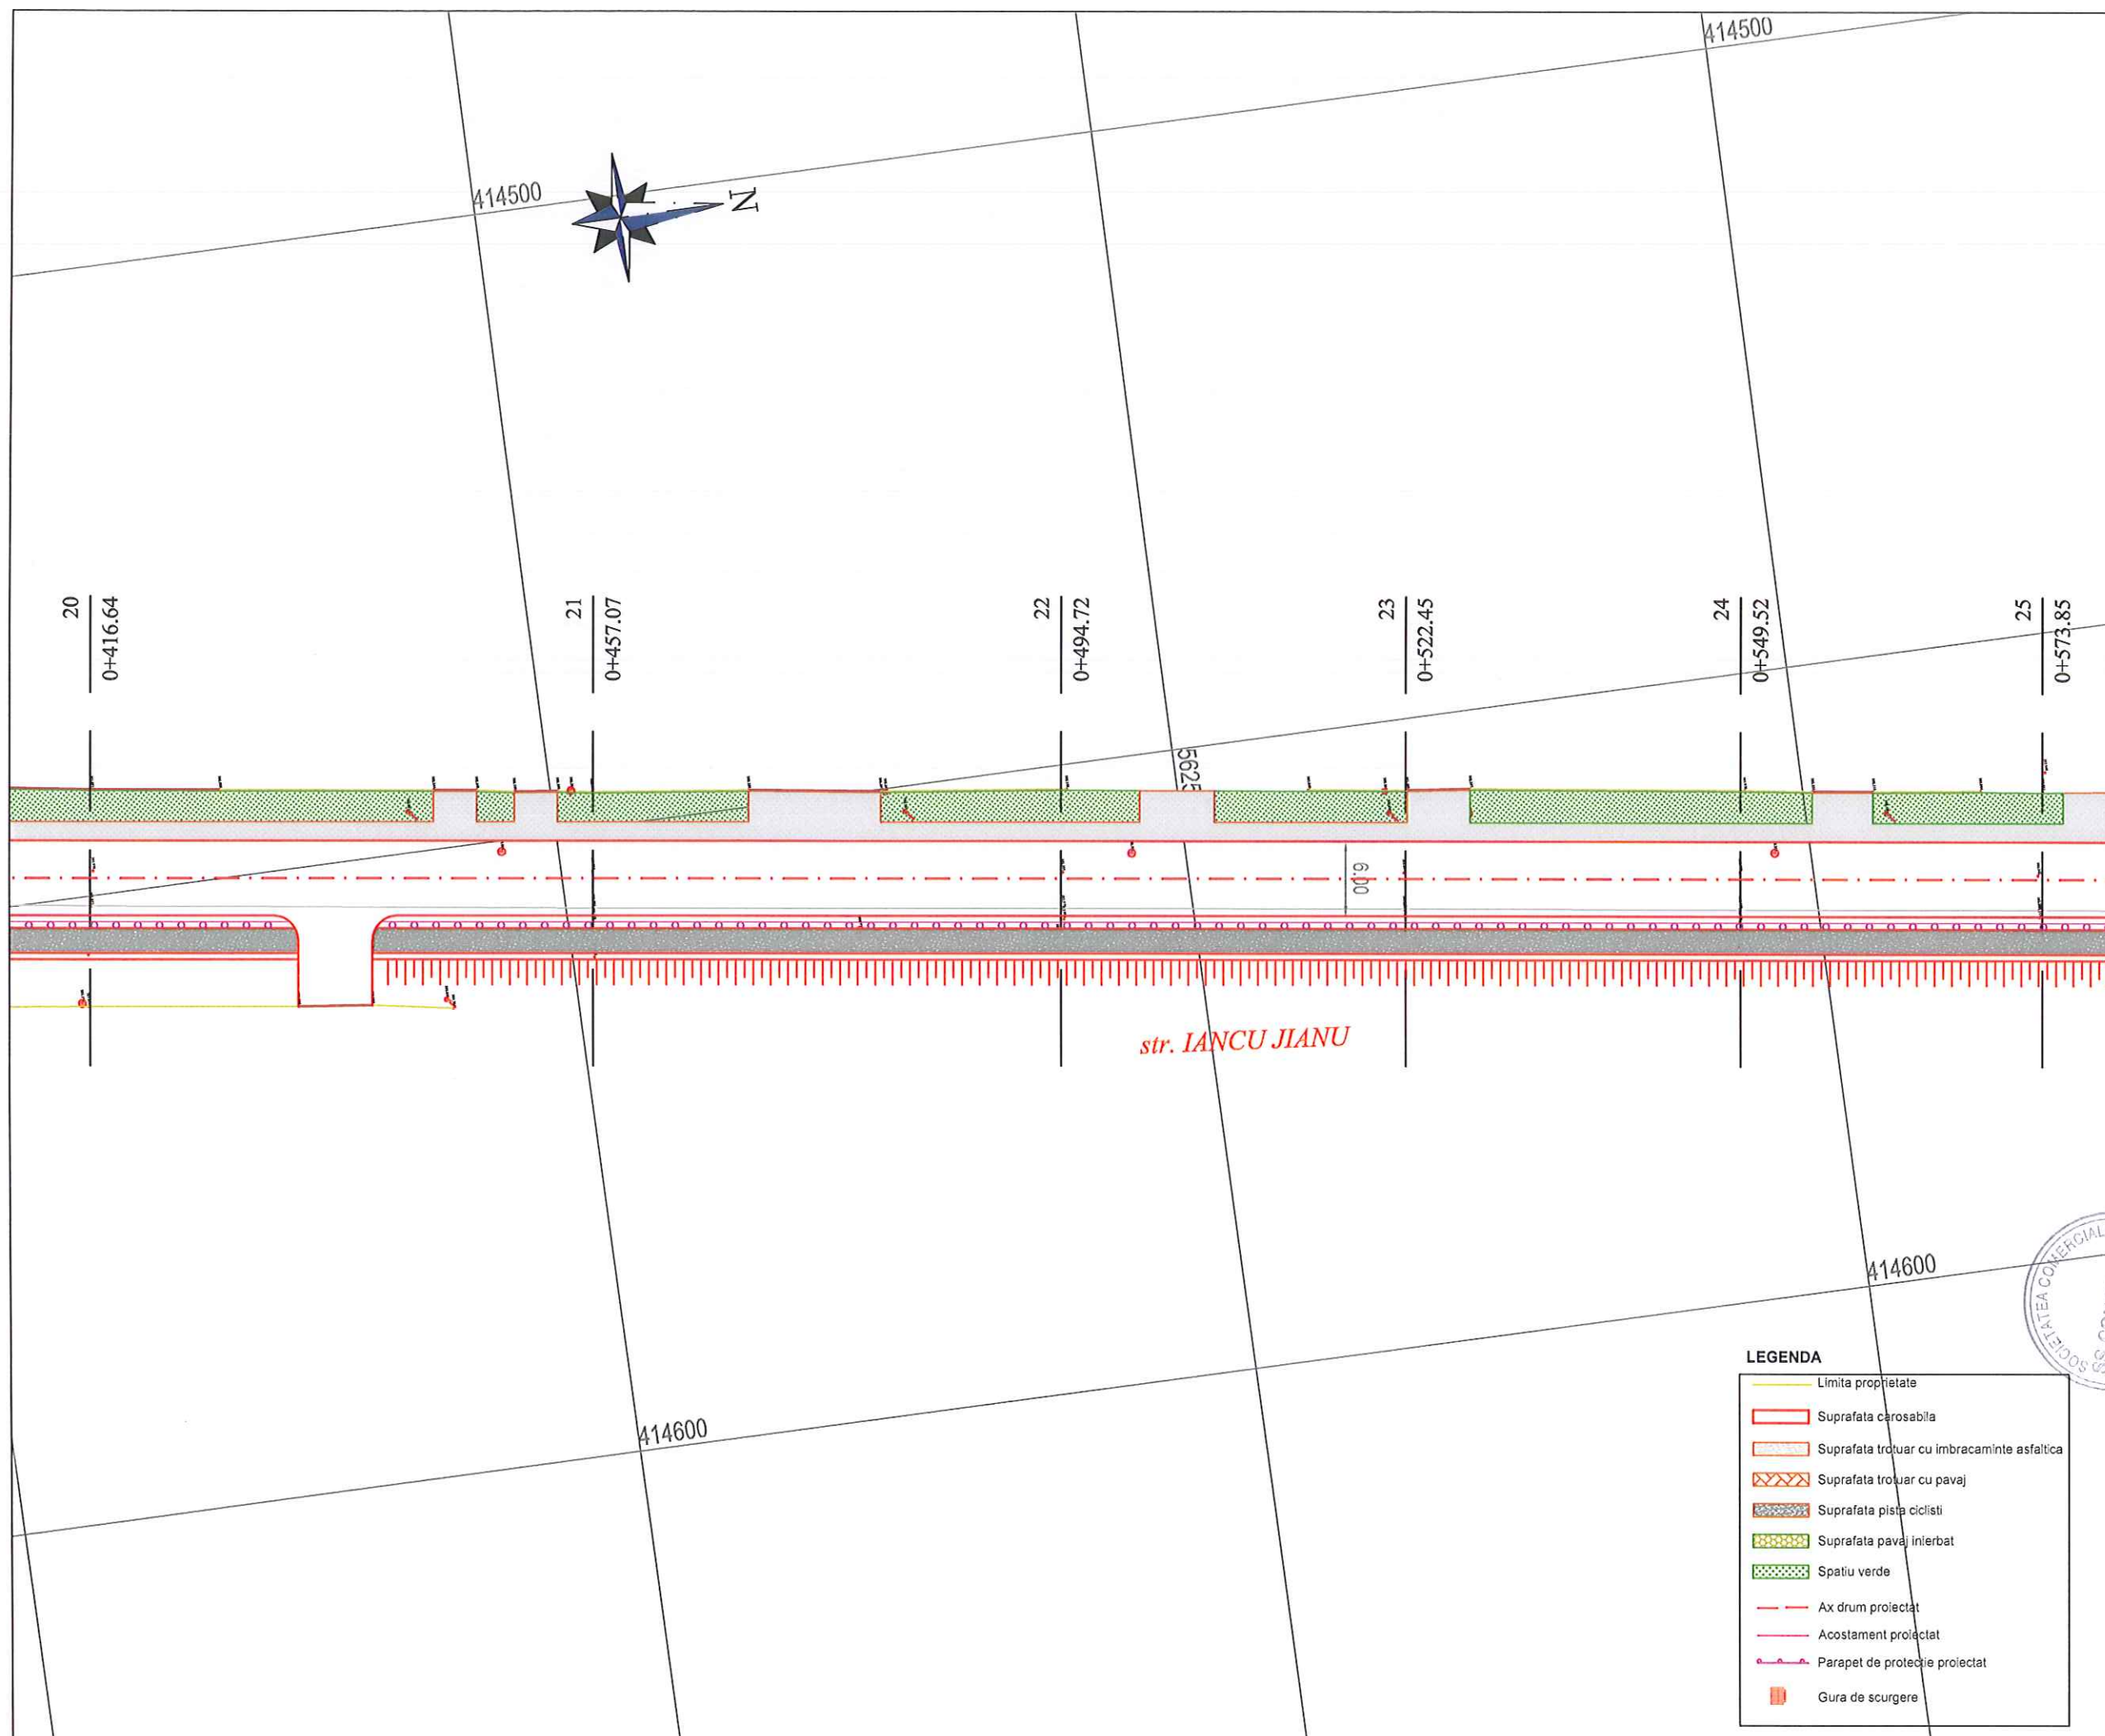 414500
414500
N
20
0+416.64
21
0+457.07
22
0+494.72
23
0+522.45
24
0+549.52
25
0+573.85
5625
6.00
str. IANCU JIANU
414600
414600
SOCIETATEA COMERCIAL
LEGENDA
Limita proprietate
Suprafata carosabila
Suprafata trotuar cu imbracaminte asfaltica
Suprafata trotuar cu pavaj
Suprafata pista ciclisti
Suprafata pavaj inierbat
Spatiu verde
Ax drum proiectat
Acostament proiectat
Parapet de protectie proiectat
Gura de scurgere